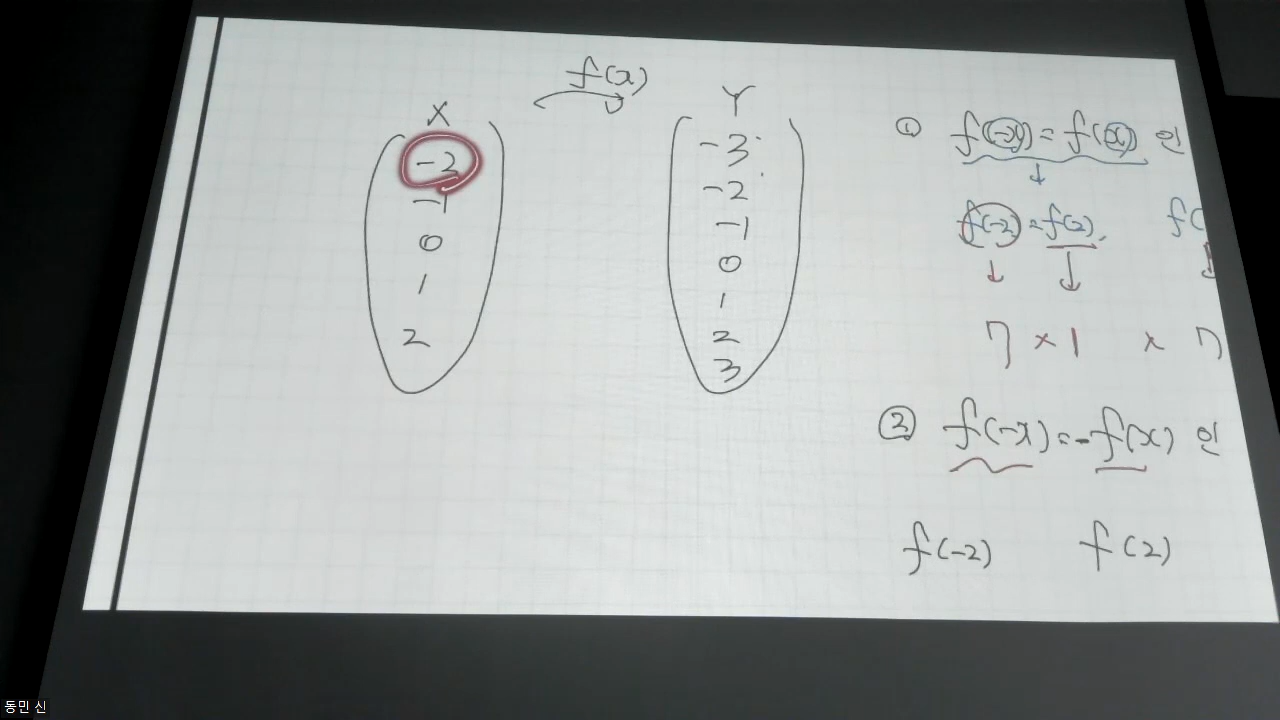 f(x)
X
Y
-2
-1
0
1
2
-3
-2
-1
0
1
2
3
① f(-x) = f(x) 인
f(-2) = f(2). f(
7 × 1 × 7
② f(-x) = -f(x) 인
f(-2) f(2)
동민 신